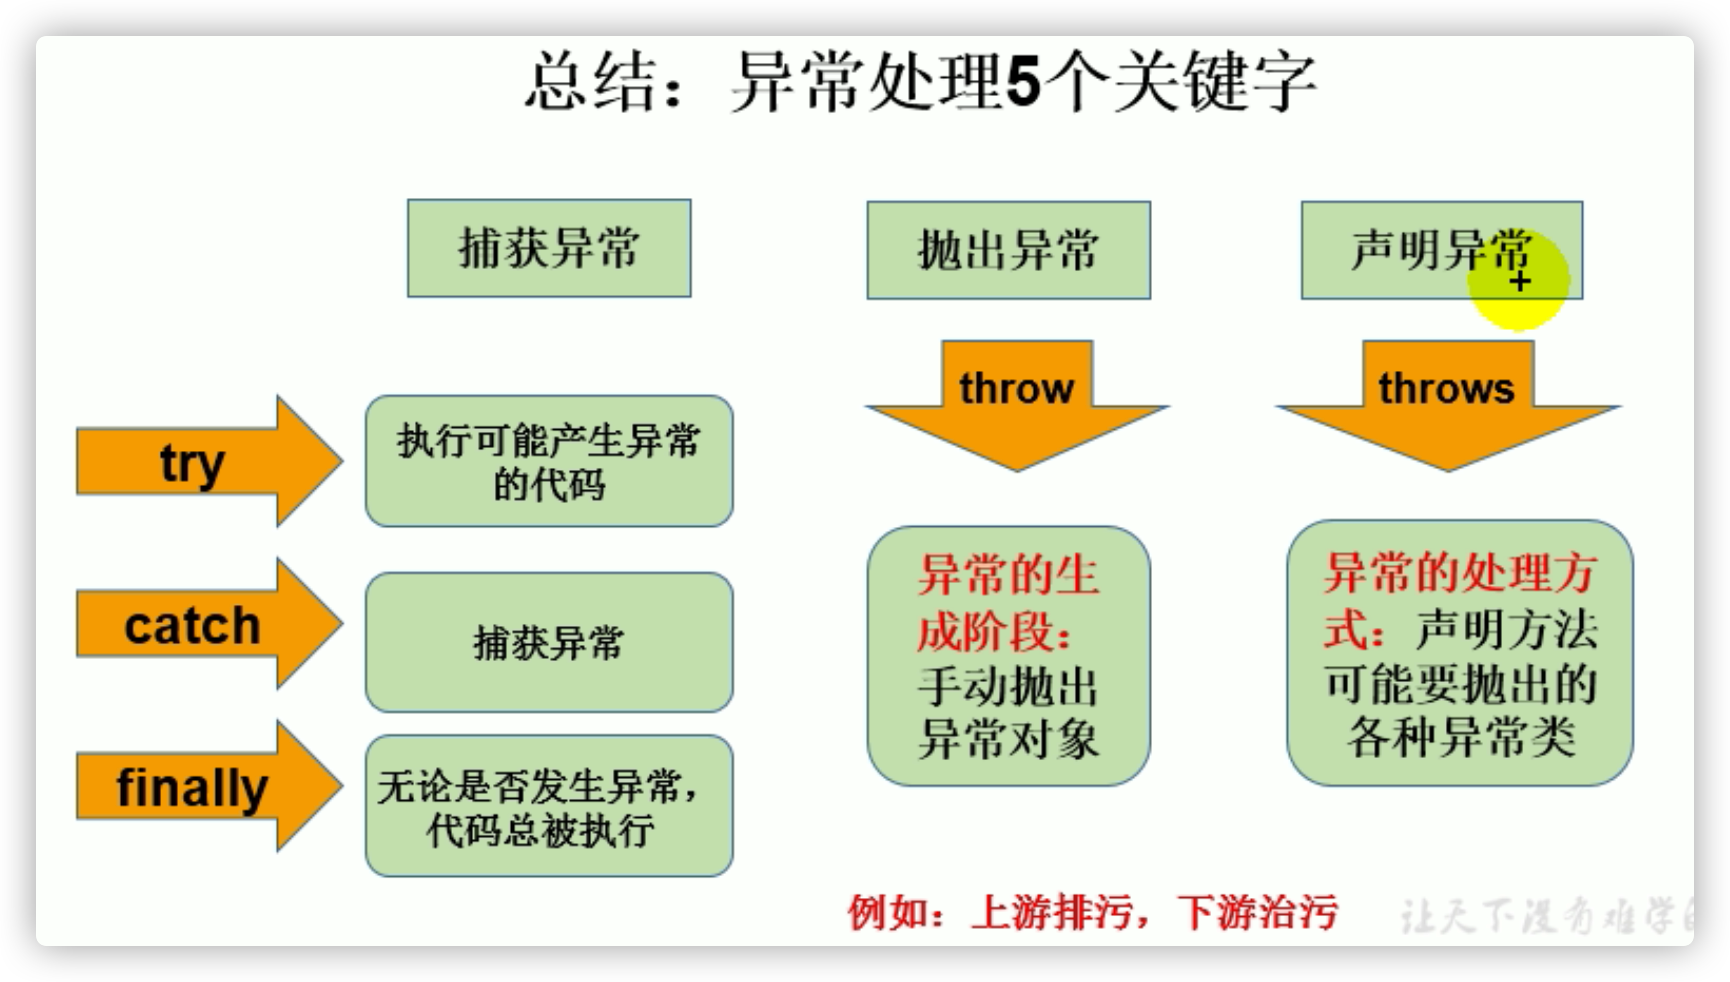 总结：异常处理5个关键字
捕获异常
抛出异常
声明异常
throw
throws
try
执行可能产生异常
的代码
catch
捕获异常
finally
无论是否发生异常，
代码总被执行
异常的生
成阶段：
手动抛出
异常对象
异常的处理方
式：声明方法
可能要抛出的
各种异常类
例如：上游排污，下游治污
让天下没有难学的